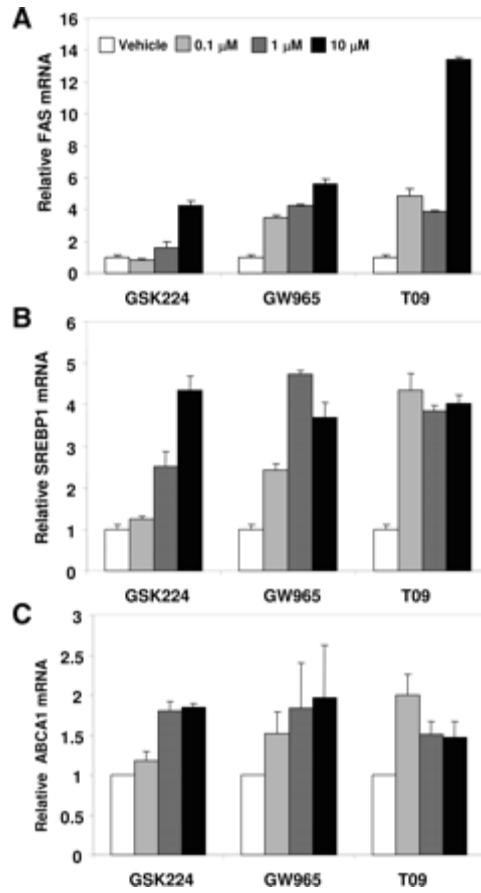 A
Relative FAS mRNA
16
14
12
10
8
6
4
2
0
Vehicle 0.1 µM 1 µM 10 µM
GSK224 GW965 T09
B
Relative SREBP1 mRNA
6
5
4
3
2
1
0
GSK224 GW965 T09
C
Relative ABCA1 mRNA
3
2.5
2
1.5
1
0.5
0
GSK224 GW965 T09